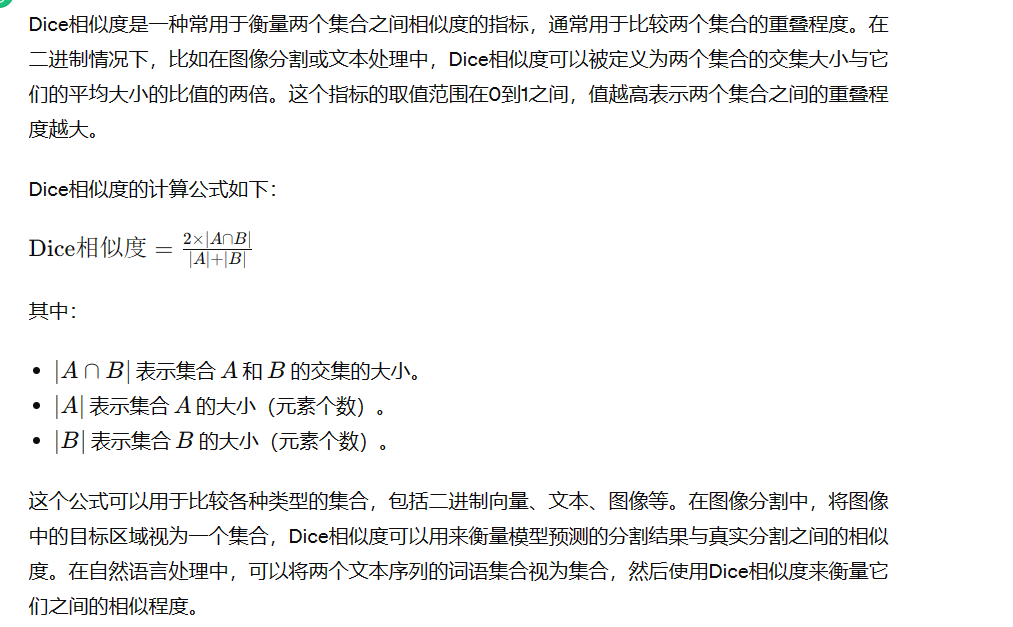 Dice相似度是一种常用于衡量两个集合之间相似度的指标，通常用于比较两个集合的重叠程度。在
二进制情况下，比如在图像分割或文本处理中，Dice相似度可以被定义为两个集合的交集大小与它
们的平均大小的比值的两倍。这个指标的取值范围在0到1之间，值越高表示两个集合之间的重叠程
度越大。
Dice相似度的计算公式如下：
Dice相似度 = 2×|A∩B| / |A|+|B|
其中：
• |A ∩ B| 表示集合 A 和 B 的交集的大小。
• |A| 表示集合 A 的大小（元素个数）。
• |B| 表示集合 B 的大小（元素个数）。
这个公式可以用于比较各种类型的集合，包括二进制向量、文本、图像等。在图像分割中，将图像
中的目标区域视为一个集合，Dice相似度可以用来衡量模型预测的分割结果与真实分割之间的相似
度。在自然语言处理中，可以将两个文本序列的词语集合视为集合，然后使用Dice相似度来衡量它
们之间的相似程度。